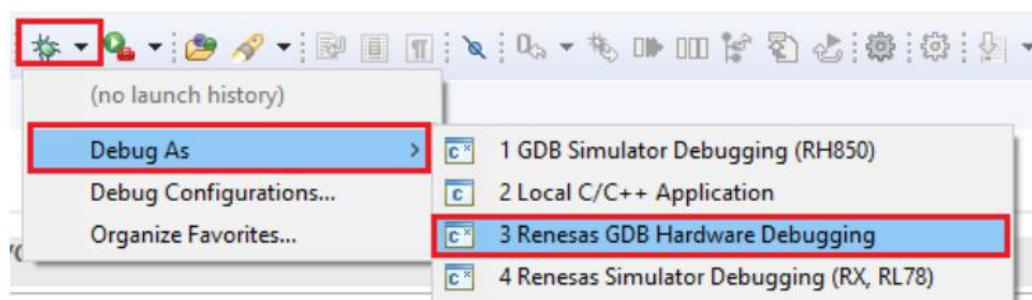 (no launch history)
Debug As
Debug Configurations...
Organize Favorites...
1 GDB Simulator Debugging (RH850)
2 Local C/C++ Application
3 Renesas GDB Hardware Debugging
4 Renesas Simulator Debugging (RX, RL78)